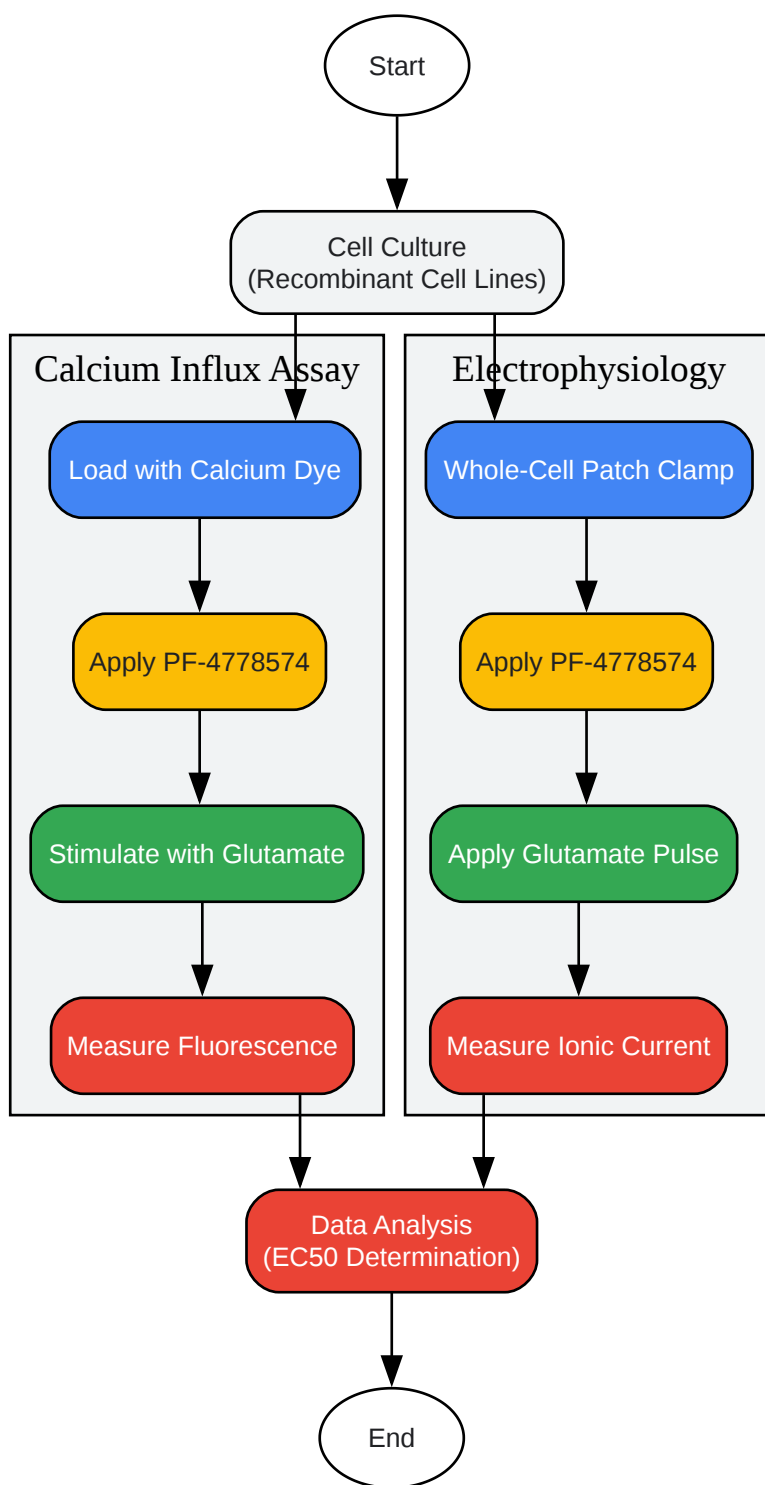 Start
Cell Culture
(Recombinant Cell Lines)
Calcium Influx Assay
Load with Calcium Dye
Apply PF-4778574
Stimulate with Glutamate
Measure Fluorescence
Electrophysiology
Whole-Cell Patch Clamp
Apply PF-4778574
Apply Glutamate Pulse
Measure Ionic Current
Data Analysis
(EC50 Determination)
End